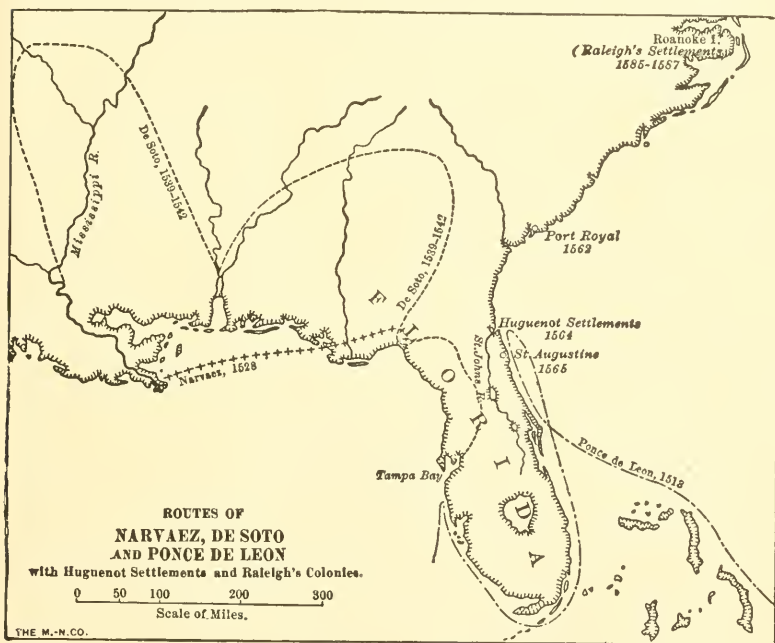 Roanoke I.
(Raleigh's Settlements)
1585-1587
De Soto, 1539-1542
Mississippi R.
Port Royal
1562
De Soto, 1539-1542
FLORIDA
Huguenot Settlements
1564
St. Augustine
1565
St. Johns R.
Narvaez, 1528
Ponce de Leon, 1513
Tampa Bay
ROUTES OF
NARVAEZ, DE SOTO
AND PONCE DE LEON
with Huguenot Settlements and Raleigh's Colonies.
0 50 100 200 300
Scale of Miles.
THE M.-N.CO.